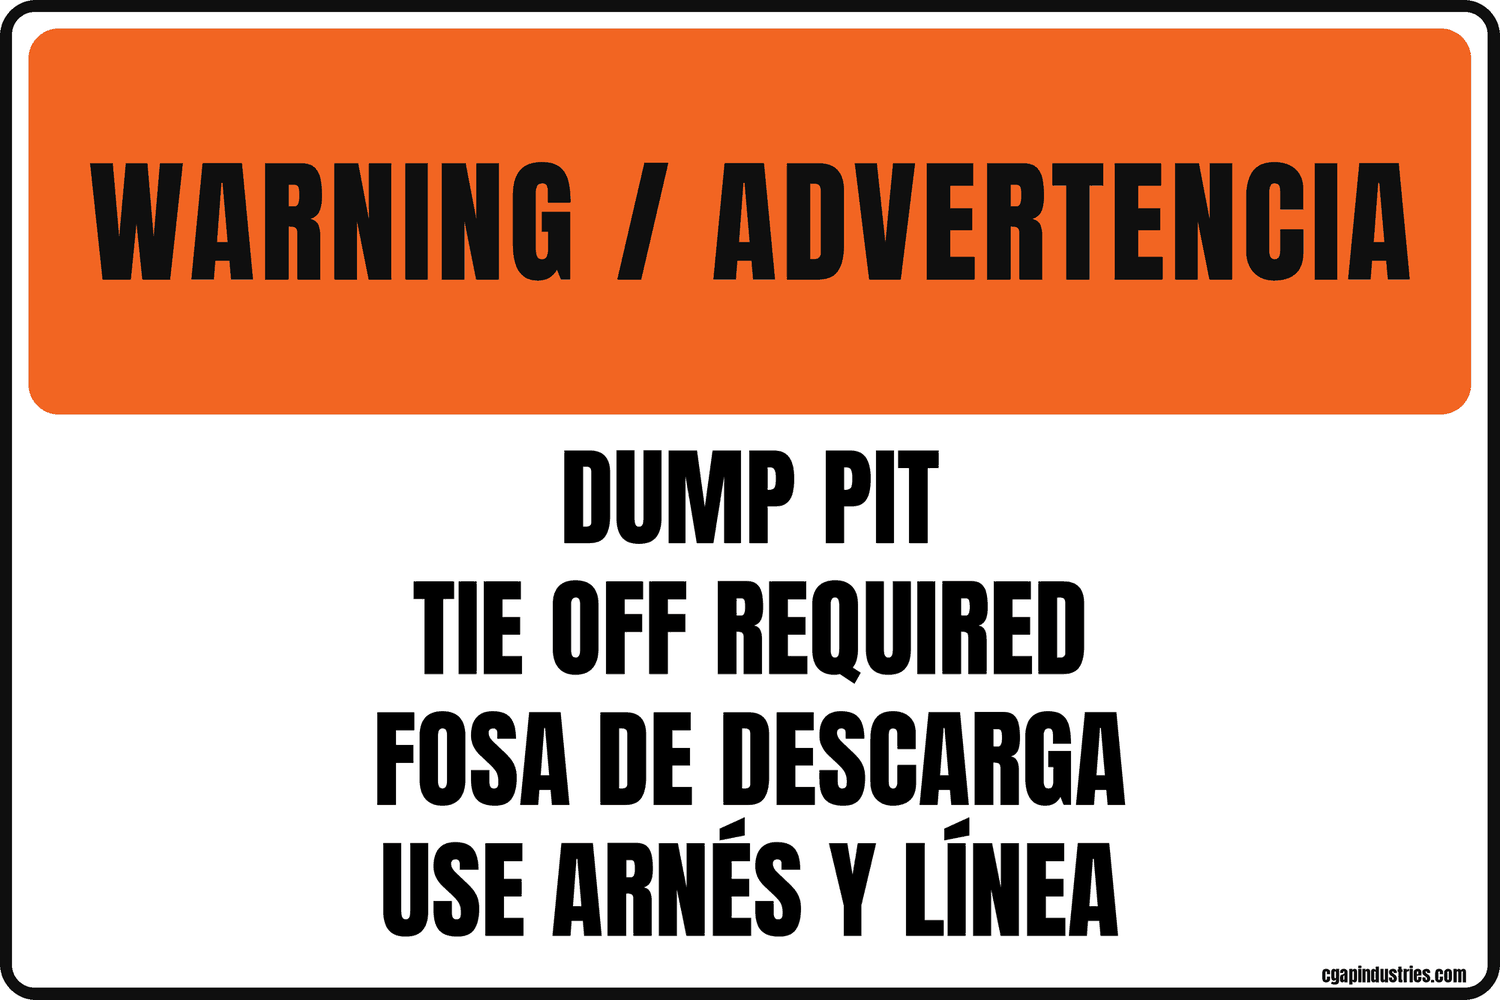 WARNING / ADVERTENCIA
DUMP PIT
TIE OFF REQUIRED
FOSA DE DESCARGA
USE ARNÉS Y LÍNEA
cgapindustries.com